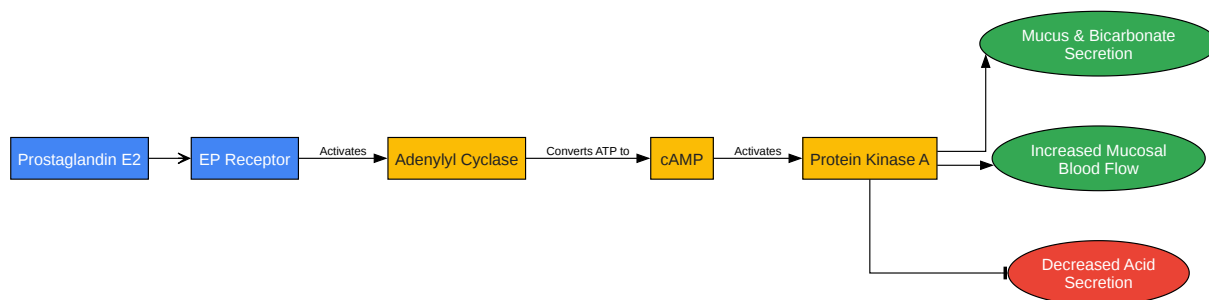 Mucus & Bicarbonate
Secretion
Prostaglandin E2
EP Receptor
Activates
Adenylyl Cyclase
Converts ATP to
cAMP
Activates
Protein Kinase A
Increased Mucosal
Blood Flow
Decreased Acid
Secretion